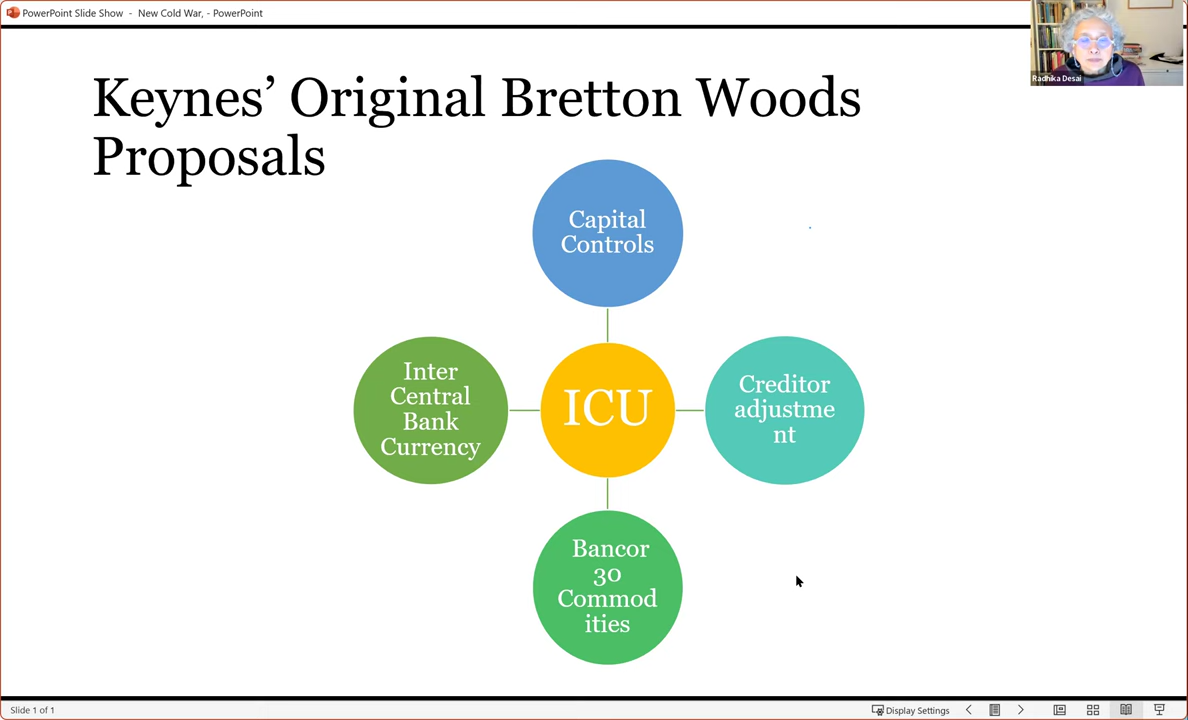 PowerPoint Slide Show - New Cold War, - PowerPoint
Radhika Desai
Keynes’ Original Bretton Woods
Proposals
Capital
Controls
Inter
Central
Bank
Currency
ICU
Creditor
adjustme
nt
Bancor
30
Commod
ities
Slide 1 of 1
Display Settings